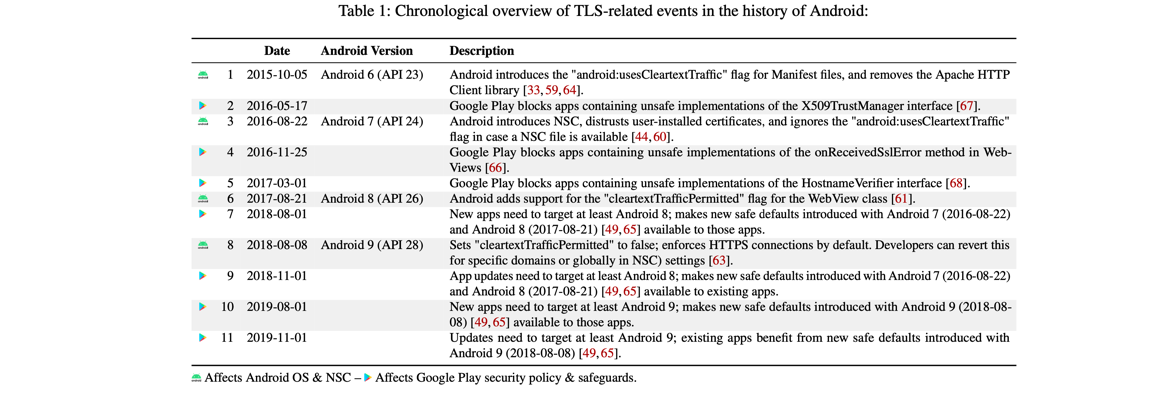 Table 1: Chronological overview of TLS-related events in the history of Android:
Date Android Version Description
1 2015-10-05 Android 6 (API 23) Android introduces the "android:usesCleartextTraffic" flag for Manifest files, and removes the Apache HTTP
Client library [33, 59, 64].
2 2016-05-17 Google Play blocks apps containing unsafe implementations of the X509TrustManager interface [67].
3 2016-08-22 Android 7 (API 24) Android introduces NSC, distrusts user-installed certificates, and ignores the "android:usesCleartextTraffic"
flag in case a NSC file is available [44, 60].
4 2016-11-25 Google Play blocks apps containing unsafe implementations of the onReceivedSslError method in Web-
Views [66].
5 2017-03-01 Google Play blocks apps containing unsafe implementations of the HostnameVerifier interface [68].
6 2017-08-21 Android 8 (API 26) Android adds support for the "cleartextTrafficPermitted" flag for the WebView class [61].
7 2018-08-01 New apps need to target at least Android 8; makes new safe defaults introduced with Android 7 (2016-08-22)
and Android 8 (2017-08-21) [49, 65] available to those apps.
8 2018-08-08 Android 9 (API 28) Sets "cleartextTrafficPermitted" to false; enforces HTTPS connections by default. Developers can revert this
for specific domains or globally in NSC) settings [63].
9 2018-11-01 App updates need to target at least Android 8; makes new safe defaults introduced with Android 7 (2016-08-22)
and Android 8 (2017-08-21) [49, 65] available to existing apps.
10 2019-08-01 New apps need to target at least Android 9; makes new safe defaults introduced with Android 9 (2018-08-
08) [49, 65] available to those apps.
11 2019-11-01 Updates need to target at least Android 9; existing apps benefit from new safe defaults introduced with
Android 9 (2018-08-08) [49, 65].
Affects Android OS & NSC – Affects Google Play security policy & safeguards.